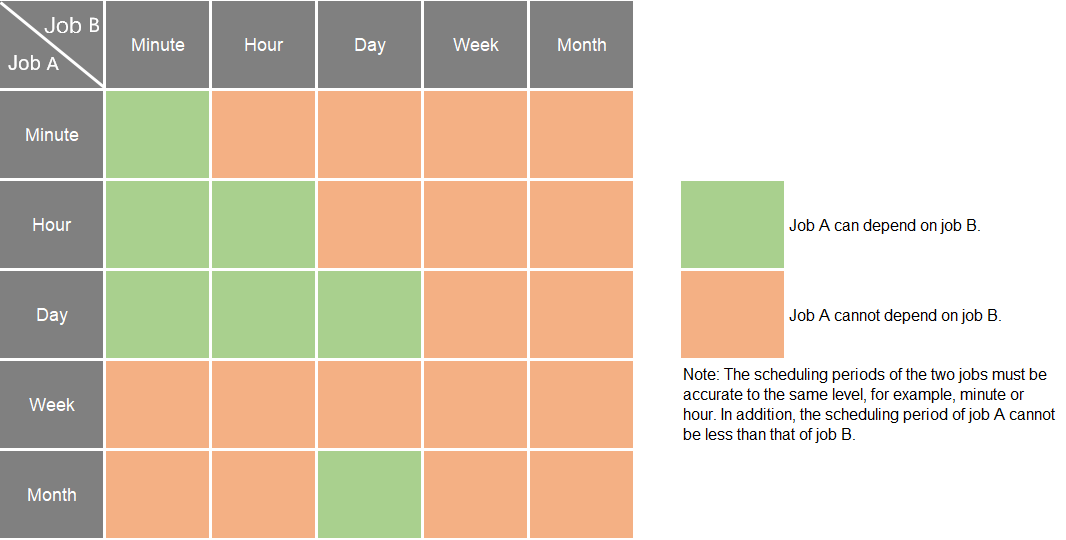 Job B
Job A
Minute
Hour
Day
Week
Month
Minute
Hour
Day
Week
Month
Job A can depend on job B.
Job A cannot depend on job B.
Note: The scheduling periods of the two jobs must be
accurate to the same level, for example, minute or
hour. In addition, the scheduling period of job A cannot
be less than that of job B.